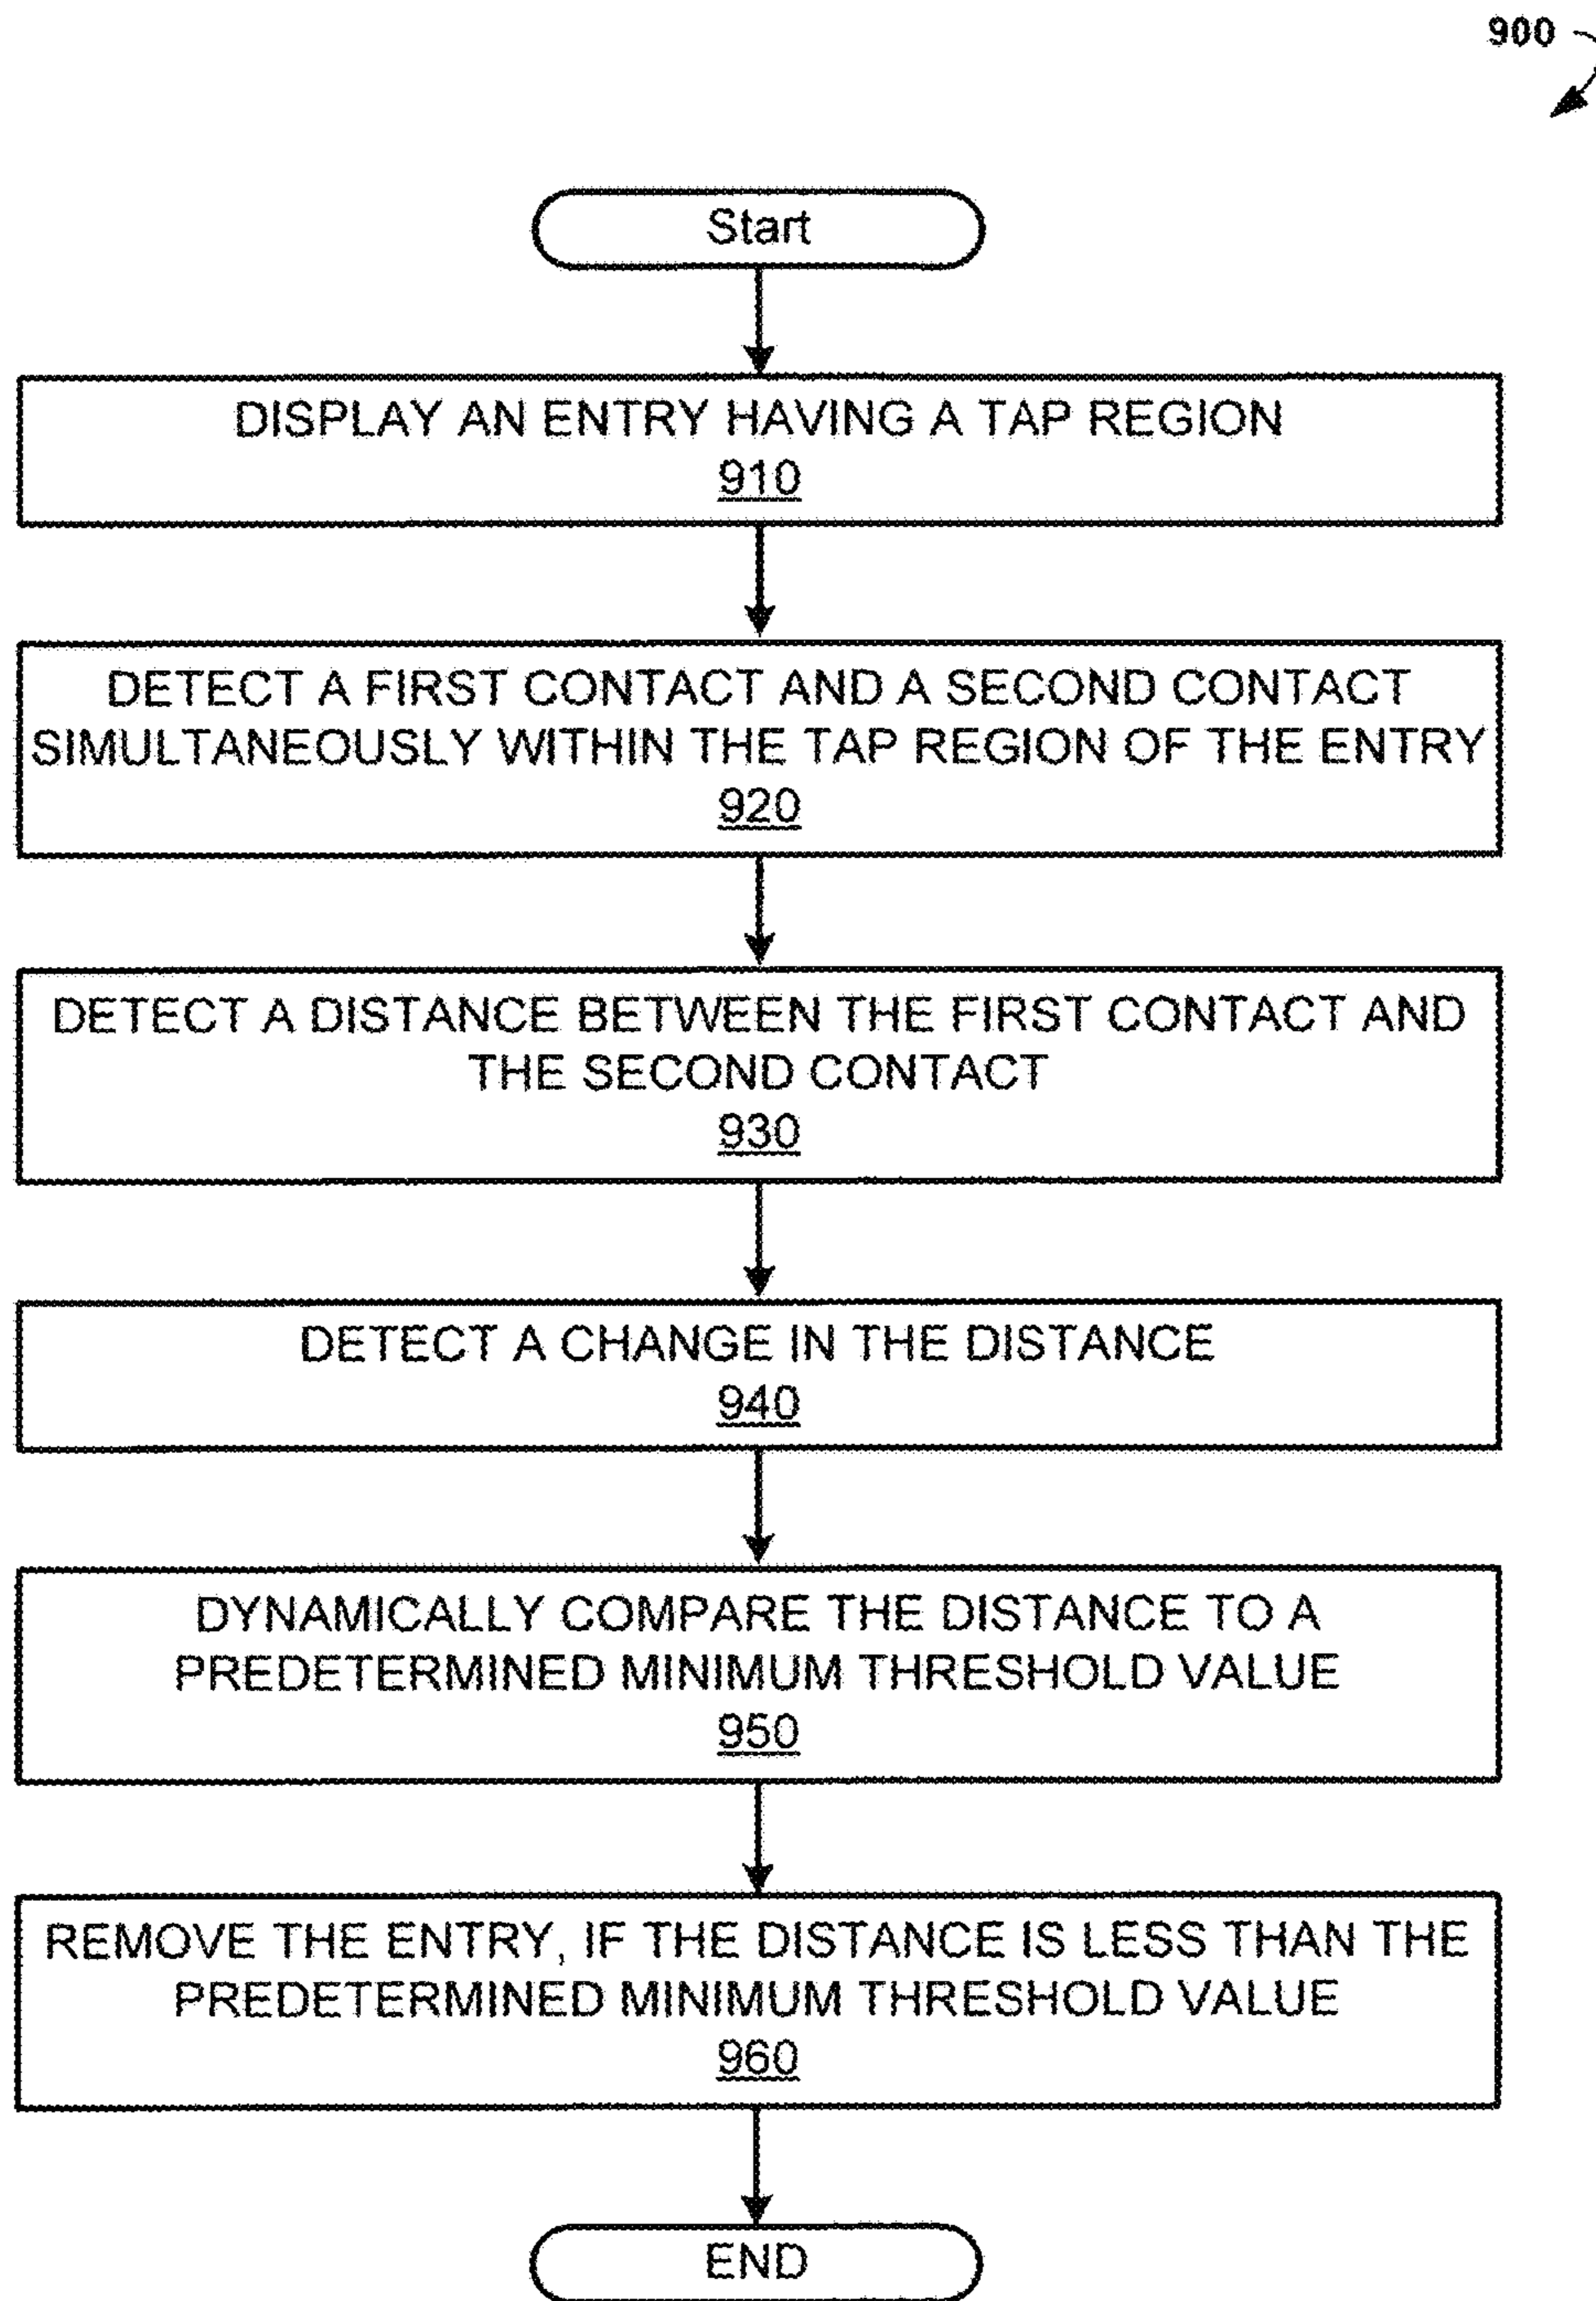 900
Start
DISPLAY AN ENTRY HAVING A TAP REGION
910
DETECT A FIRST CONTACT AND A SECOND CONTACT
SIMULTANEOUSLY WITHIN THE TAP REGION OF THE ENTRY
920
DETECT A DISTANCE BETWEEN THE FIRST CONTACT AND
THE SECOND CONTACT
930
DETECT A CHANGE IN THE DISTANCE
940
DYNAMICALLY COMPARE THE DISTANCE TO A
PREDETERMINED MINIMUM THRESHOLD VALUE
950
REMOVE THE ENTRY, IF THE DISTANCE IS LESS THAN THE
PREDETERMINED MINIMUM THRESHOLD VALUE
960
END